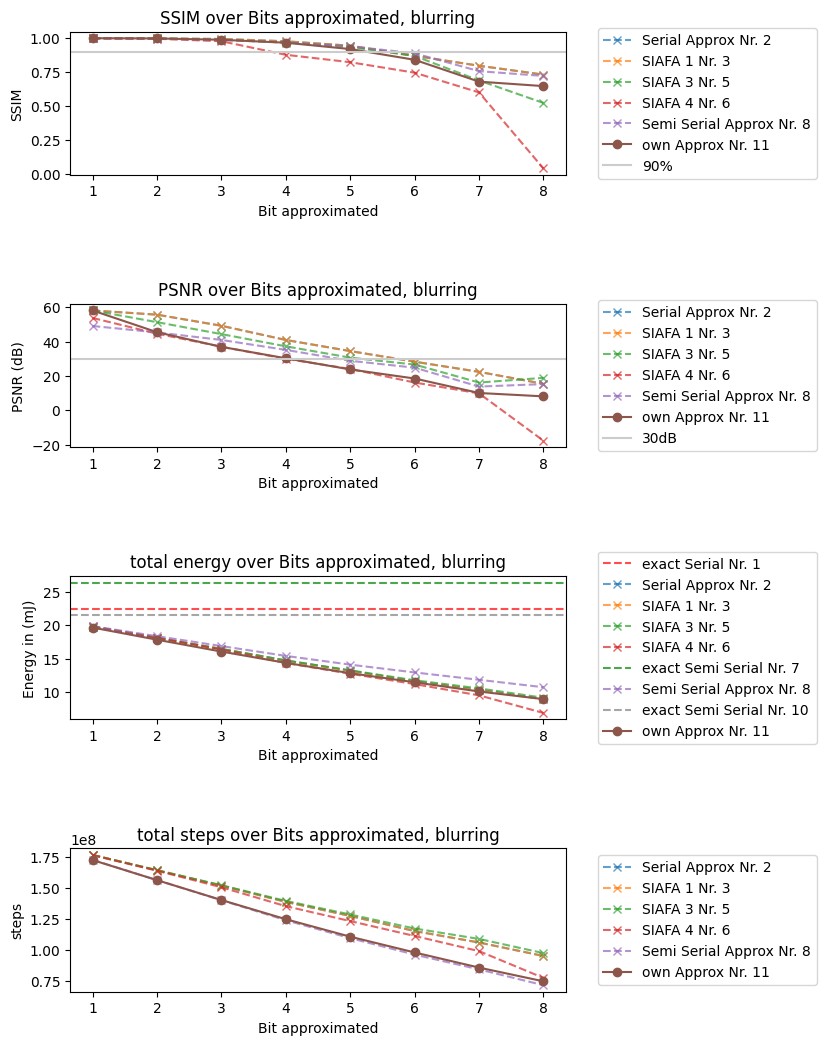 SSIM over Bits approximated, blurring
1.00
0.75
0.50
0.25
0.00
SSIM
1 2 3 4 5 6 7 8
Bit approximated
Serial Approx Nr. 2
SIAFA 1 Nr. 3
SIAFA 3 Nr. 5
SIAFA 4 Nr. 6
Semi Serial Approx Nr. 8
own Approx Nr. 11
90%
PSNR over Bits approximated, blurring
60
40
20
0
−20
PSNR (dB)
1 2 3 4 5 6 7 8
Bit approximated
Serial Approx Nr. 2
SIAFA 1 Nr. 3
SIAFA 3 Nr. 5
SIAFA 4 Nr. 6
Semi Serial Approx Nr. 8
own Approx Nr. 11
30dB
total energy over Bits approximated, blurring
25
20
15
10
Energy in (mJ)
1 2 3 4 5 6 7 8
Bit approximated
exact Serial Nr. 1
Serial Approx Nr. 2
SIAFA 1 Nr. 3
SIAFA 3 Nr. 5
SIAFA 4 Nr. 6
exact Semi Serial Nr. 7
Semi Serial Approx Nr. 8
exact Semi Serial Nr. 10
own Approx Nr. 11
total steps over Bits approximated, blurring
1e8
1.75
1.50
1.25
1.00
0.75
steps
1 2 3 4 5 6 7 8
Bit approximated
Serial Approx Nr. 2
SIAFA 1 Nr. 3
SIAFA 3 Nr. 5
SIAFA 4 Nr. 6
Semi Serial Approx Nr. 8
own Approx Nr. 11